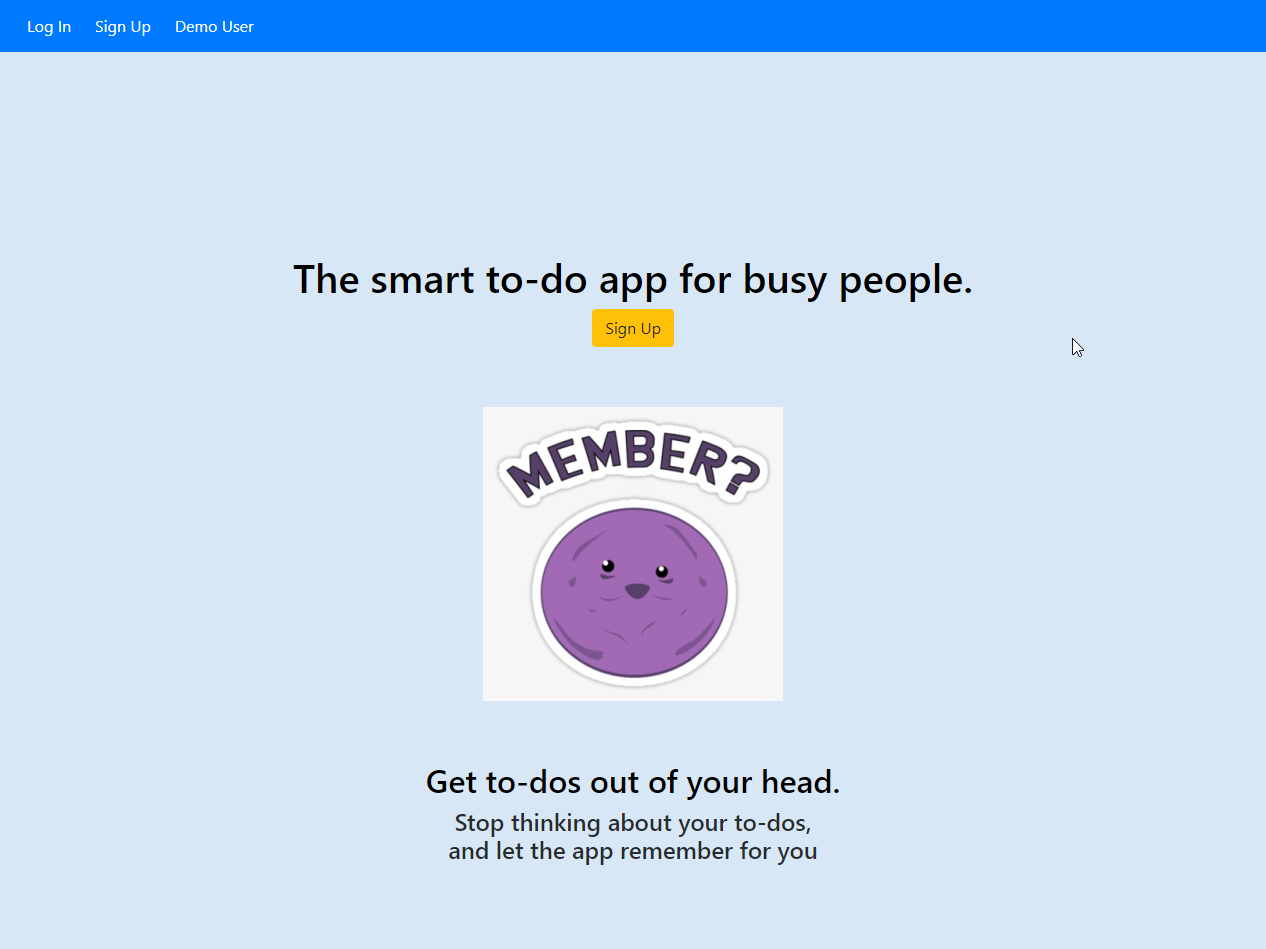 Log In Sign Up Demo User
The smart to-do app for busy people.
Sign Up
MEMBER?
Get to-dos out of your head.
Stop thinking about your to-dos,
and let the app remember for you